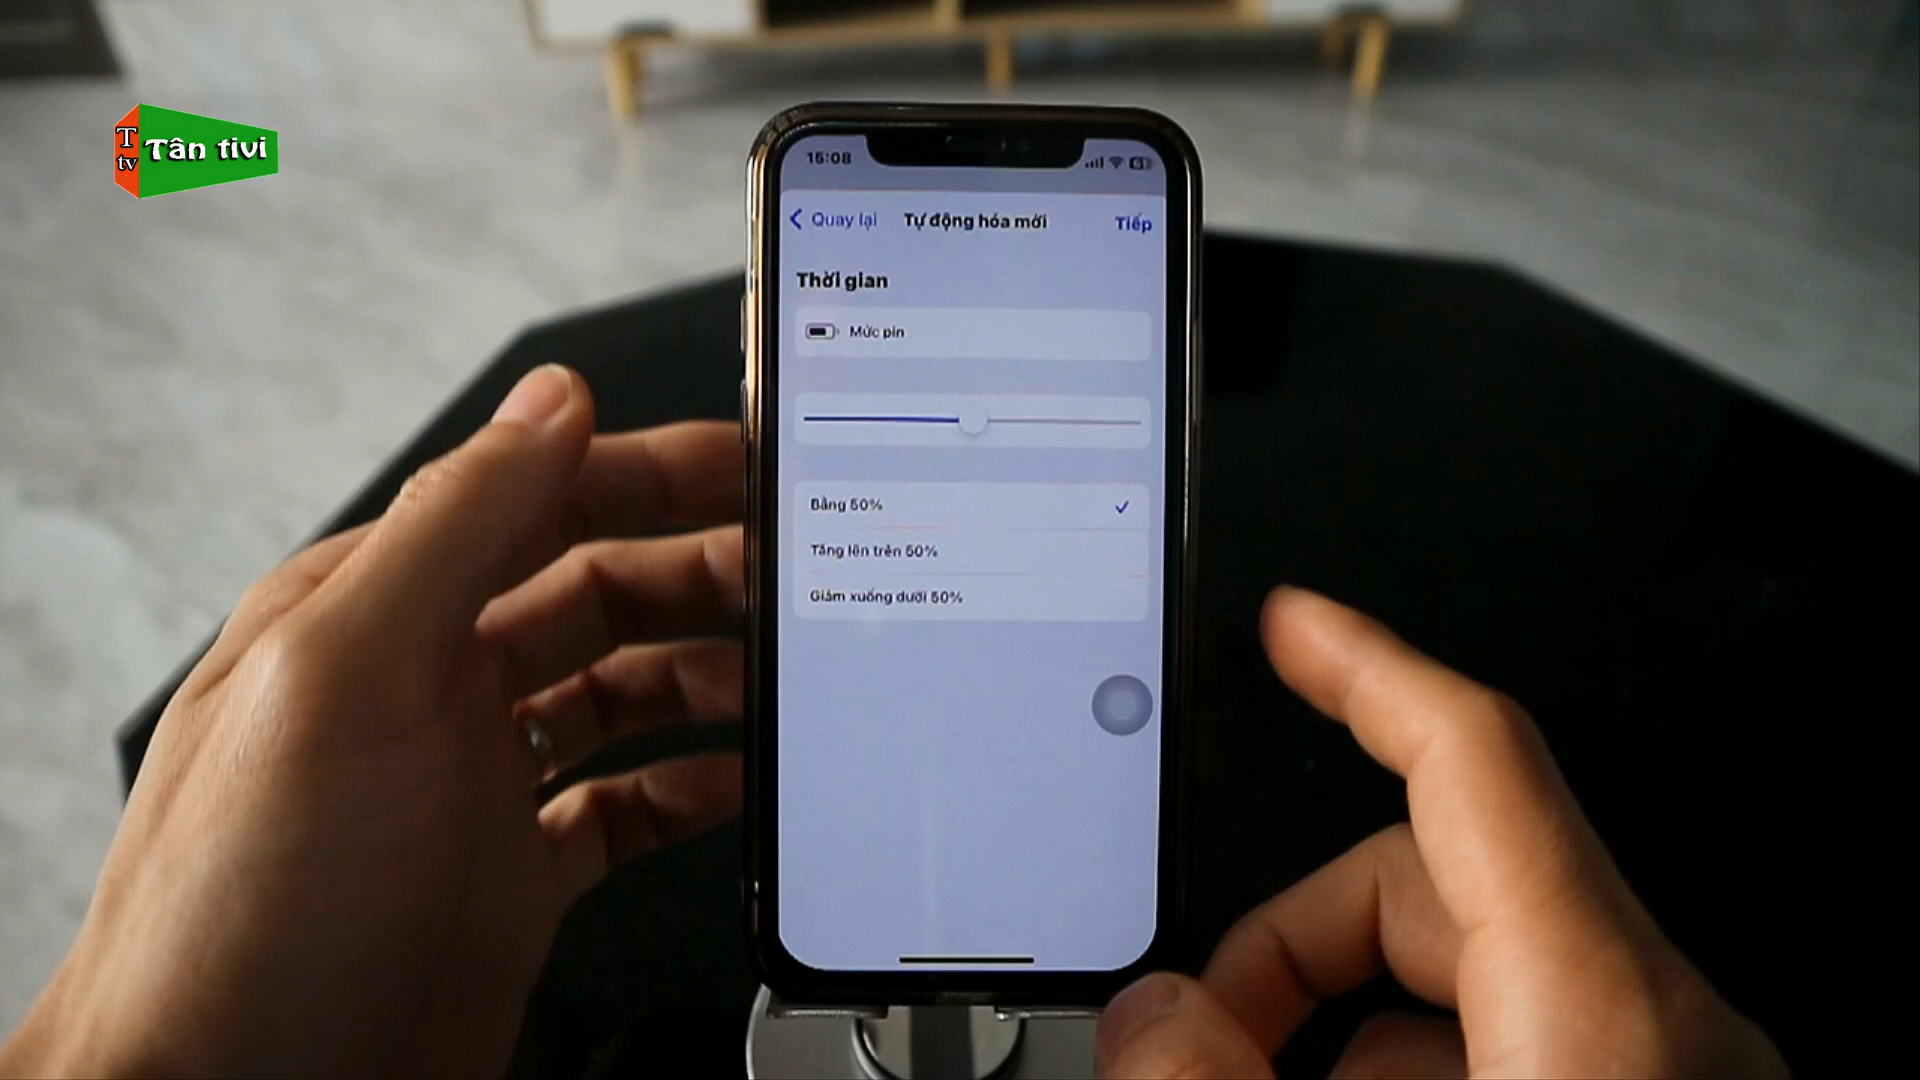 T
tv
Tân tivi
15:08
Quay lại
Tự động hóa mới
Tiếp
Thời gian
Mức pin
Bằng 50%
Tăng lên trên 50%
Giảm xuống dưới 50%